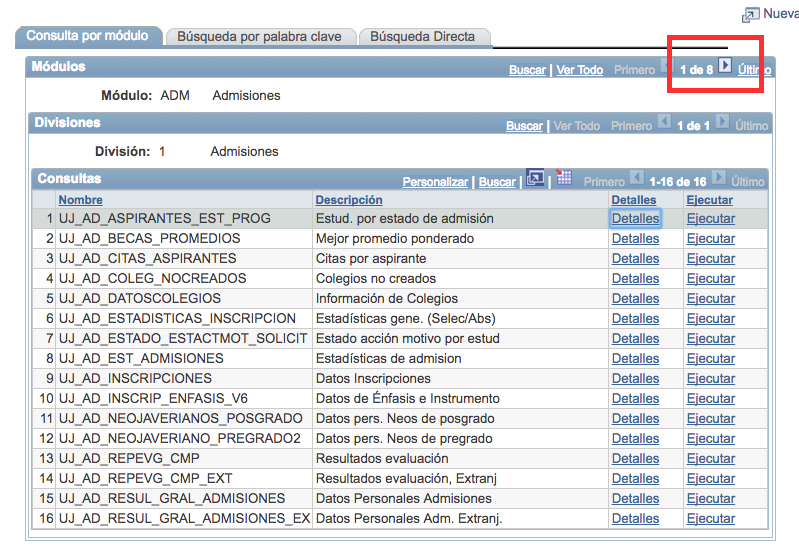 Nueva
Consulta por módulo Búsqueda por palabra clave Búsqueda Directa
Módulos Buscar | Ver Todo Primero 1 de 8 Último
Módulo: ADM Admisiones
Divisiones Buscar | Ver Todo Primero 1 de 1 Último
División: 1 Admisiones
Consultas Personalizar | Buscar | | Primero 1-16 de 16 Último
Nombre Descripción Detalles Ejecutar
1 UJ_AD_ASPIRANTES_EST_PROG Estud. por estado de admisión Detalles Ejecutar
2 UJ_AD_BECAS_PROMEDIOS Mejor promedio ponderado Detalles Ejecutar
3 UJ_AD_CITAS_ASPIRANTES Citas por aspirante Detalles Ejecutar
4 UJ_AD_COLEG_NOCREADOS Colegios no creados Detalles Ejecutar
5 UJ_AD_DATOSCOLEGIOS Información de Colegios Detalles Ejecutar
6 UJ_AD_ESTADISTICAS_INSCRIPCION Estadísticas gene. (Selec/Abs) Detalles Ejecutar
7 UJ_AD_ESTADO_ESTACTMOT_SOLICIT Estado acción motivo por estud Detalles Ejecutar
8 UJ_AD_EST_ADMISIONES Estadísticas de admision Detalles Ejecutar
9 UJ_AD_INSCRIPCIONES Datos Inscripciones Detalles Ejecutar
10 UJ_AD_INSCRIP_ENFASIS_V6 Datos de Énfasis e Instrumento Detalles Ejecutar
11 UJ_AD_NEOJAVERIANOS_POSGRADO Datos pers. Neos de posgrado Detalles Ejecutar
12 UJ_AD_NEOJAVERIANO_PREGRADO2 Datos pers. Neos de pregrado Detalles Ejecutar
13 UJ_AD_REPEVG_CMP Resultados evaluación Detalles Ejecutar
14 UJ_AD_REPEVG_CMP_EXT Resultados evaluación, Extranj Detalles Ejecutar
15 UJ_AD_RESUL_GRAL_ADMISIONES Datos Personales Admisiones Detalles Ejecutar
16 UJ_AD_RESUL_GRAL_ADMISIONES_EX Datos Personales Adm. Extranj. Detalles Ejecutar